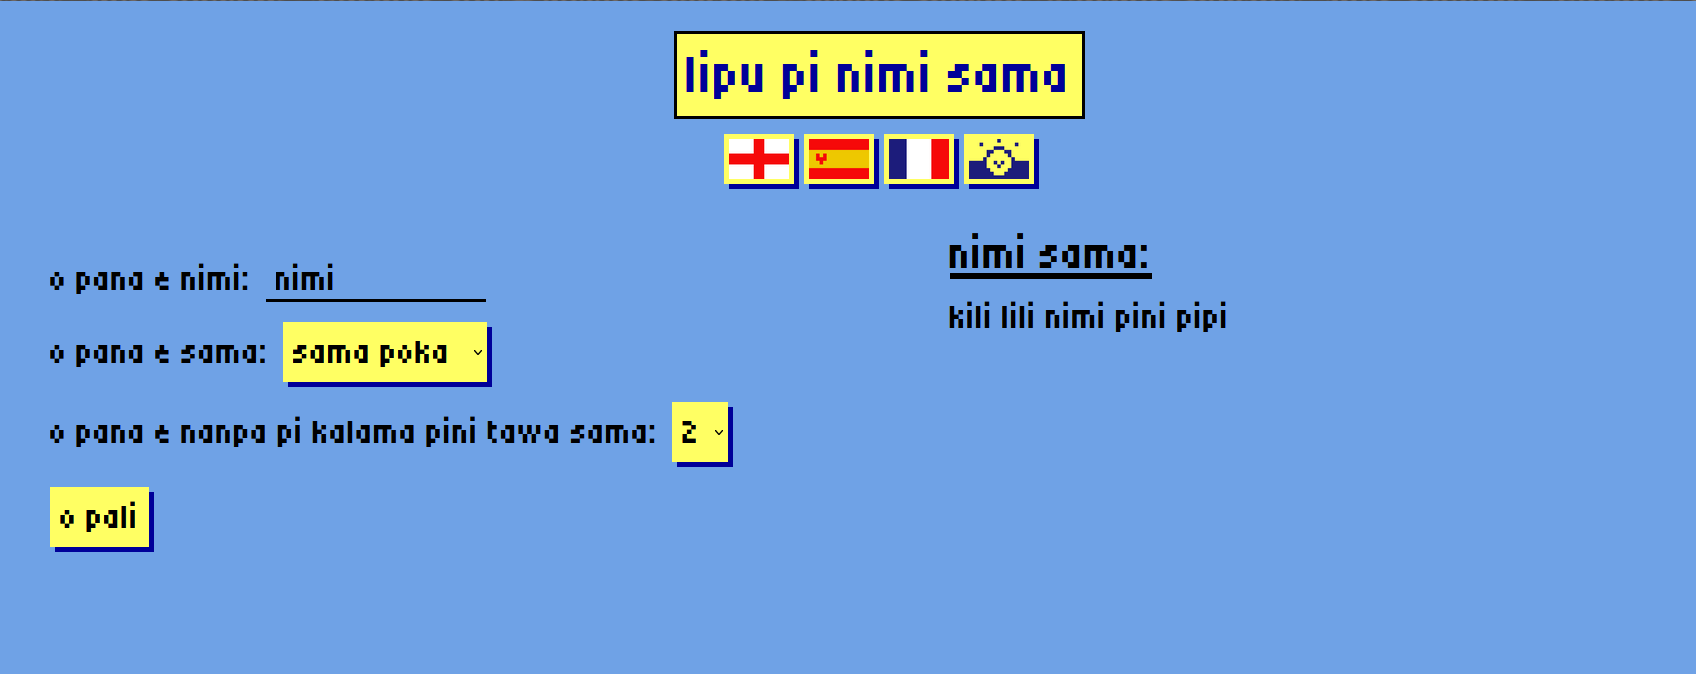 lipu pi nimi sama
o pana e nimi: nimi
o pana e sama: sama poka
o pana e nanpa pi kalama pini tawa sama: 2
o pali
nimi sama:
kili lili nimi pini pipi